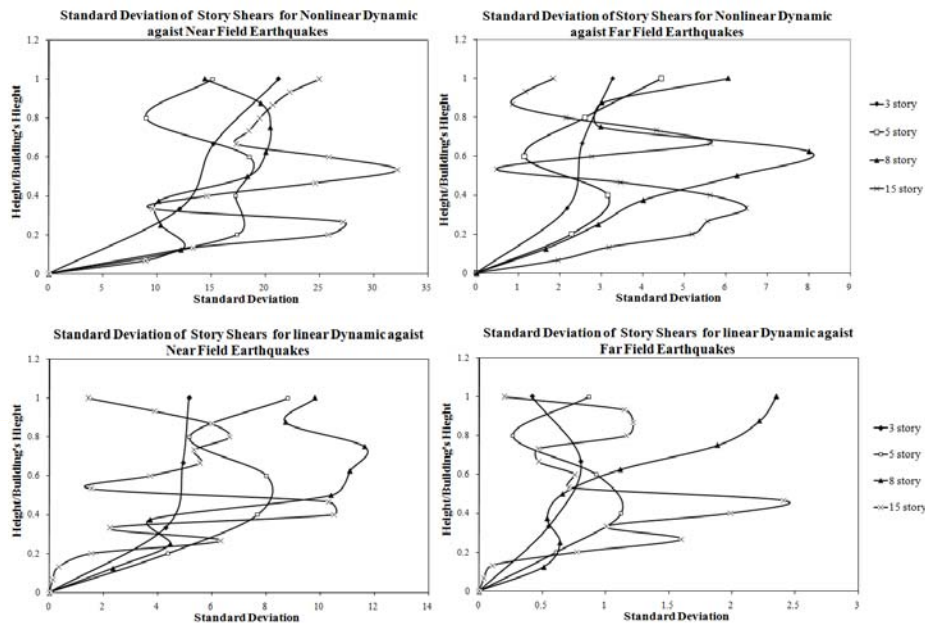 Standard Deviation of Story Shears for Nonlinear Dynamic
agaist Near Field Earthquakes
1.2
1
0.8
0.6
0.4
0.2
0
Height/Building's Hieght
0 5 10 15 20 25 30 35
Standard Deviation
Standard Deviation of Story Shears for Nonlinear Dynamic
agaist Far Field Earthquakes
1.2
1
0.8
0.6
0.4
0.2
0
Height/Building's Hieght
0 1 2 3 4 5 6 7 8 9
Standard Deviation
3 story
5 story
8 story
15 story
Standard Deviation of Story Shears for linear Dynamic agaist
Near Field Earthquakes
1.2
1
0.8
0.6
0.4
0.2
0
Height/Building's Hieght
0 2 4 6 8 10 12 14
Standard Deviation
Standard Deviation of Story Shears for linear Dynamic agaist
Far Field Earthquakes
1.2
1
0.8
0.6
0.4
0.2
0
Height/Building's Hieght
0 0.5 1 1.5 2 2.5 3
Standard Deviation
3 story
5 story
8 story
15 story